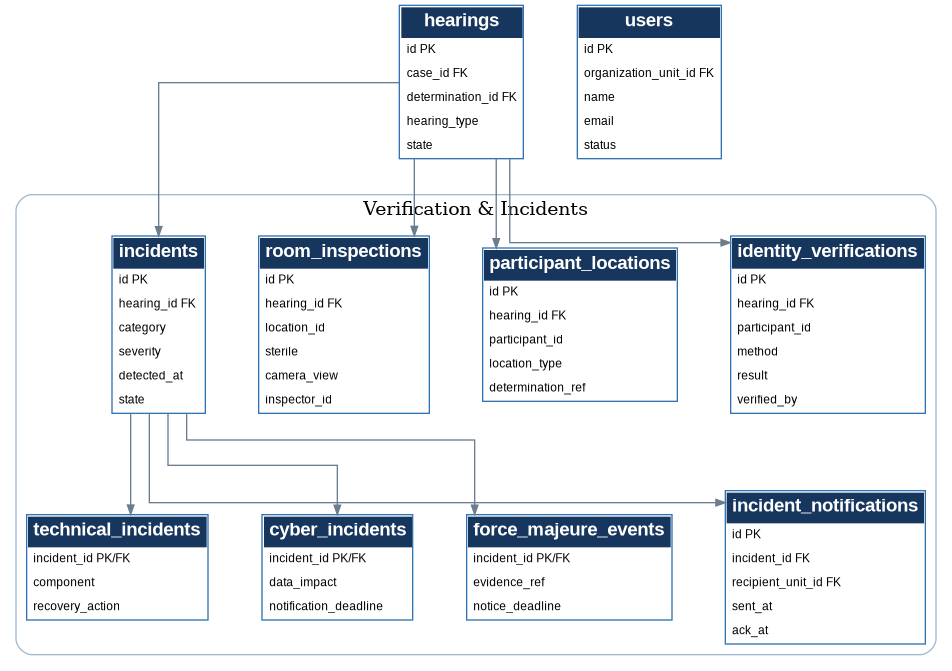 hearings
id PK
case_id FK
determination_id FK
hearing_type
state
users
id PK
organization_unit_id FK
name
email
status
Verification & Incidents
incidents
id PK
hearing_id FK
category
severity
detected_at
state
room_inspections
id PK
hearing_id FK
location_id
sterile
camera_view
inspector_id
participant_locations
id PK
hearing_id FK
participant_id
location_type
determination_ref
identity_verifications
id PK
hearing_id FK
participant_id
method
result
verified_by
technical_incidents
incident_id PK/FK
component
recovery_action
cyber_incidents
incident_id PK/FK
data_impact
notification_deadline
force_majeure_events
incident_id PK/FK
evidence_ref
notice_deadline
incident_notifications
id PK
incident_id FK
recipient_unit_id FK
sent_at
ack_at